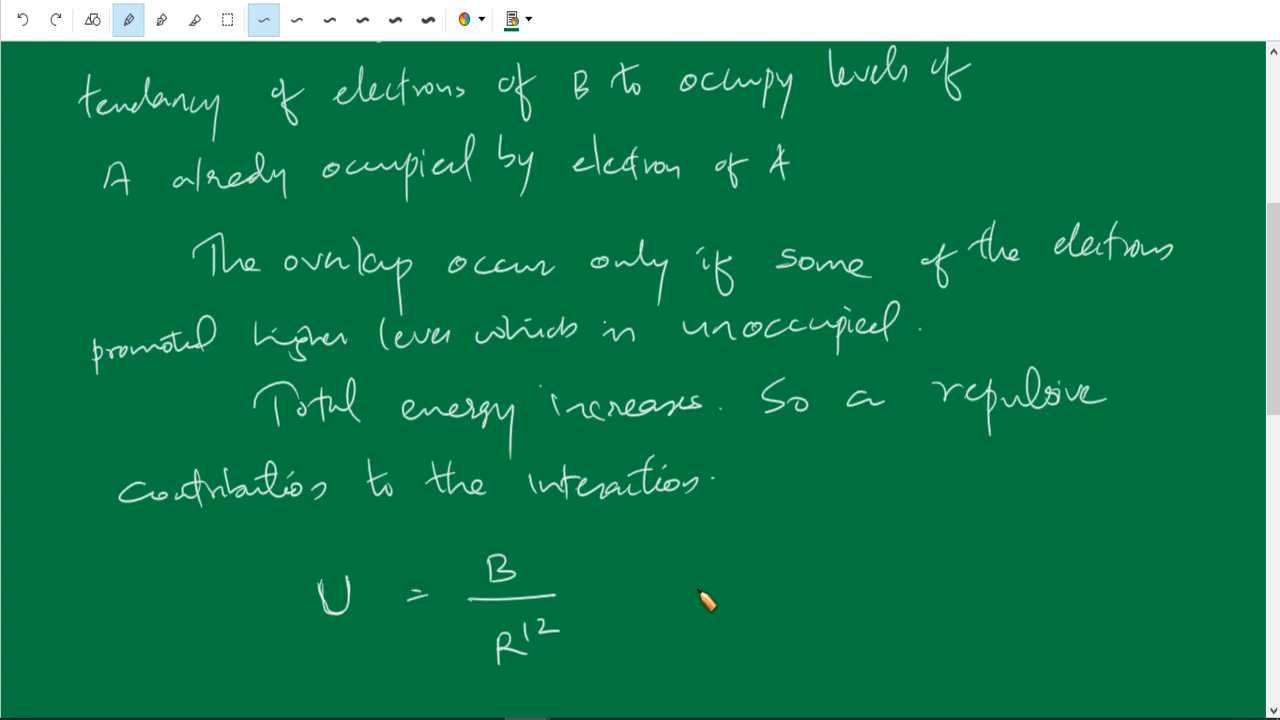 tendancy of electrons of B to occupy levels of
A already occupied by electron of A
The overlap occur only if some of the electrons
promoted higher level which is unoccupied.
Total energy increases. So a repulsive
contribution to the interaction.
U = B / R^12